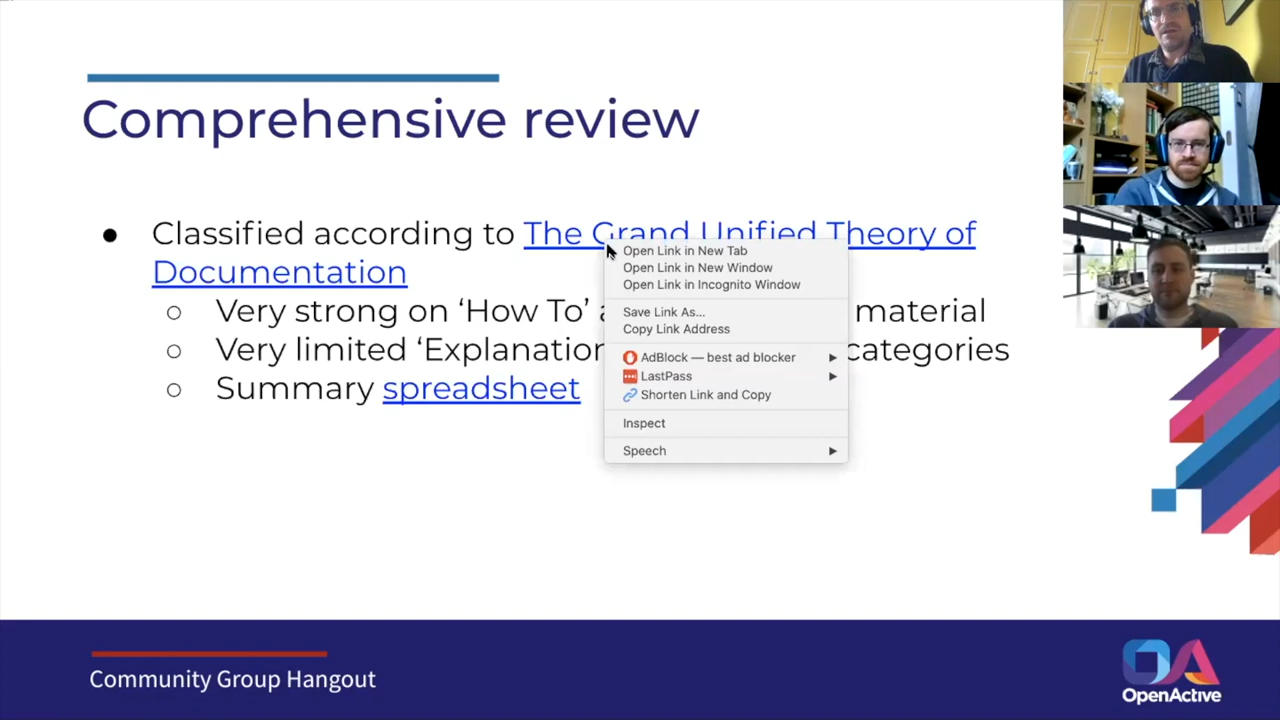 Comprehensive review
Classified according to The Grand Unified Theory of
Documentation
Very strong on ‘How To’ material
Very limited ‘Explanation categories
Summary spreadsheet
Open Link in New Tab
Open Link in New Window
Open Link in Incognito Window
Save Link As...
Copy Link Address
AdBlock — best ad blocker
LastPass
Shorten Link and Copy
Inspect
Speech
Community Group Hangout
OpenActive